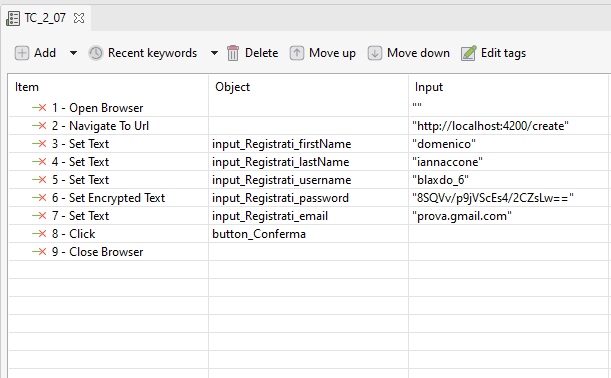 TC_2_07
Add Recent keywords Delete Move up Move down Edit tags
Item Object Input
1 - Open Browser ""
2 - Navigate To Url "http://localhost:4200/create"
3 - Set Text input_Registrati_firstName "domenico"
4 - Set Text input_Registrati_lastName "iannaccone"
5 - Set Text input_Registrati_username "blaxdo_6"
6 - Set Encrypted Text input_Registrati_password "8SQVv/p9jVScEs4/2CZsLw=="
7 - Set Text input_Registrati_email "prova.gmail.com"
8 - Click button_Conferma
9 - Close Browser